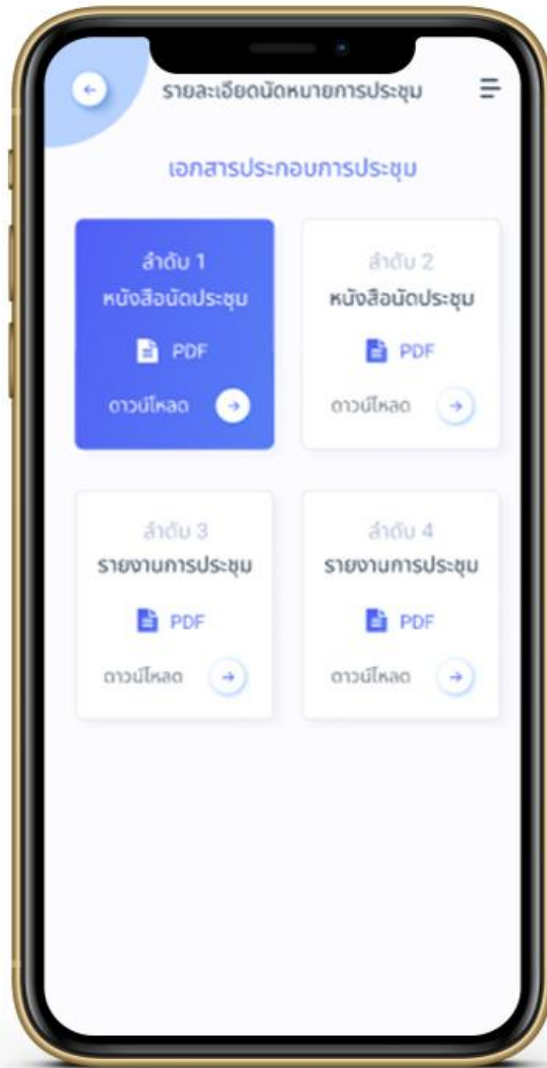 รายละเอียดนัดหมายการประชุม
เอกสารประกอบการประชุม
ลำดับ 1
หนังสือนัดประชุม
PDF
ดาวน์โหลด
ลำดับ 2
หนังสือนัดประชุม
PDF
ดาวน์โหลด
ลำดับ 3
รายงานการประชุม
PDF
ดาวน์โหลด
ลำดับ 4
รายงานการประชุม
PDF
ดาวน์โหลด